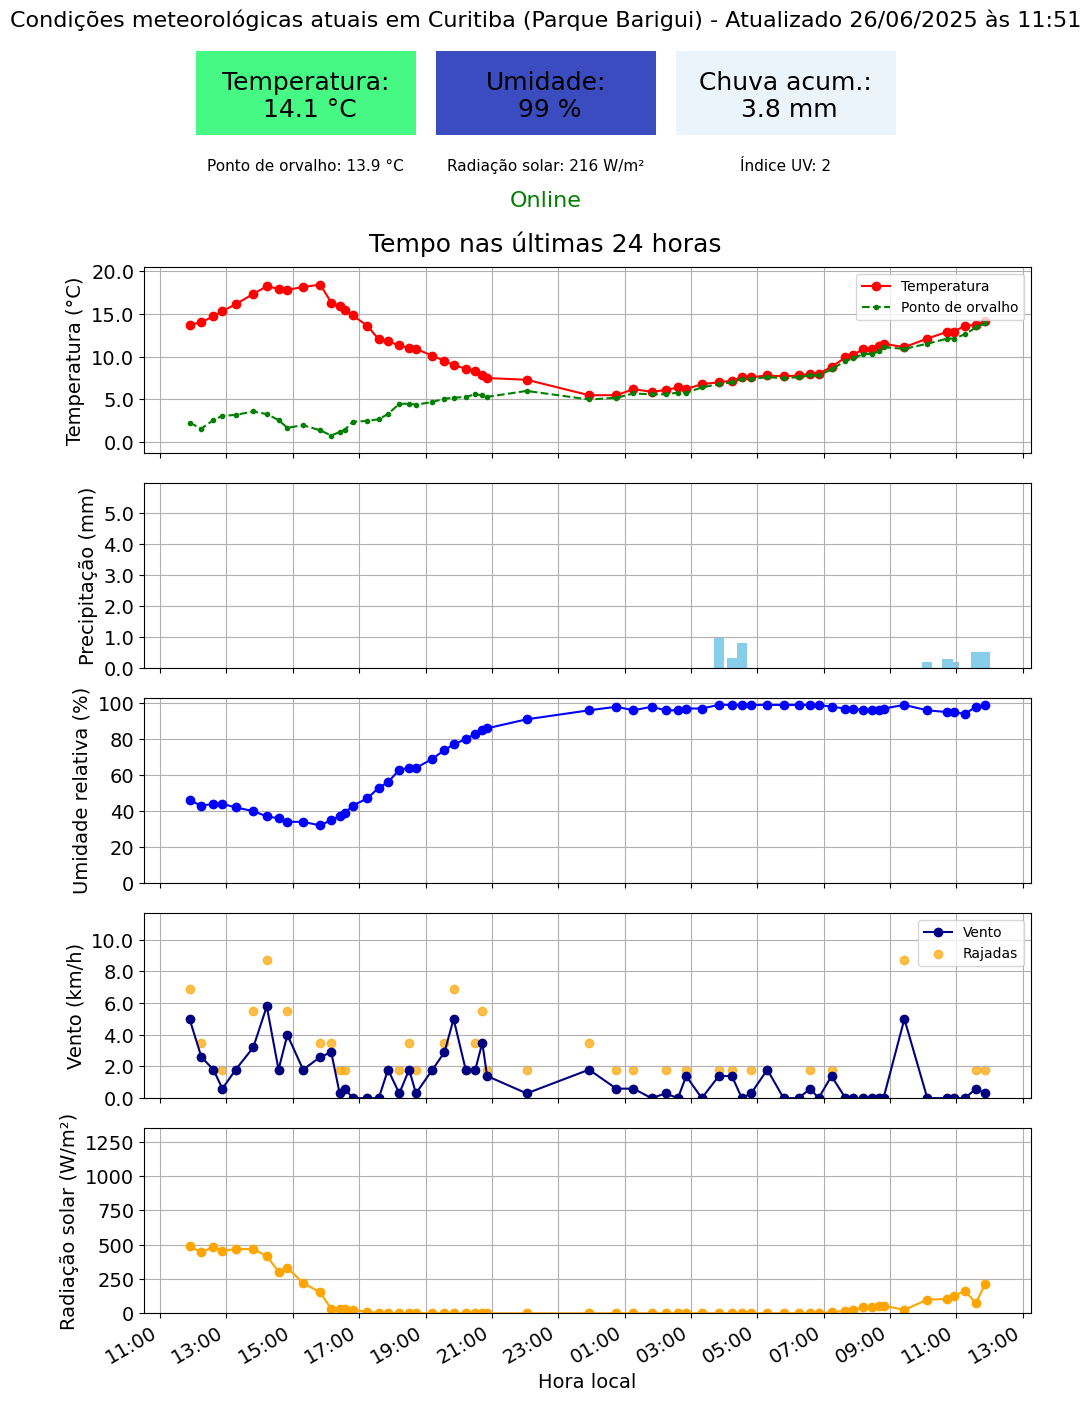 Condições meteorológicas atuais em Curitiba (Parque Barigui) - Atualizado 26/06/2025 às 11:51
Temperatura:
14.1 °C
Umidade:
99 %
Chuva acum.:
3.8 mm
Ponto de orvalho: 13.9 °C
Radiação solar: 216 W/m²
Índice UV: 2
Online
Tempo nas últimas 24 horas
Temperatura (°C)
20.0
15.0
10.0
5.0
0.0
Temperatura
Ponto de orvalho
Precipitação (mm)
5.0
4.0
3.0
2.0
1.0
0.0
Umidade relativa (%)
100
80
60
40
20
0
Vento (km/h)
10.0
8.0
6.0
4.0
2.0
0.0
Vento
Rajadas
Radiação solar (W/m²)
1250
1000
750
500
250
0
11:00
13:00
15:00
17:00
19:00
21:00
23:00
01:00
03:00
05:00
07:00
09:00
11:00
13:00
Hora local